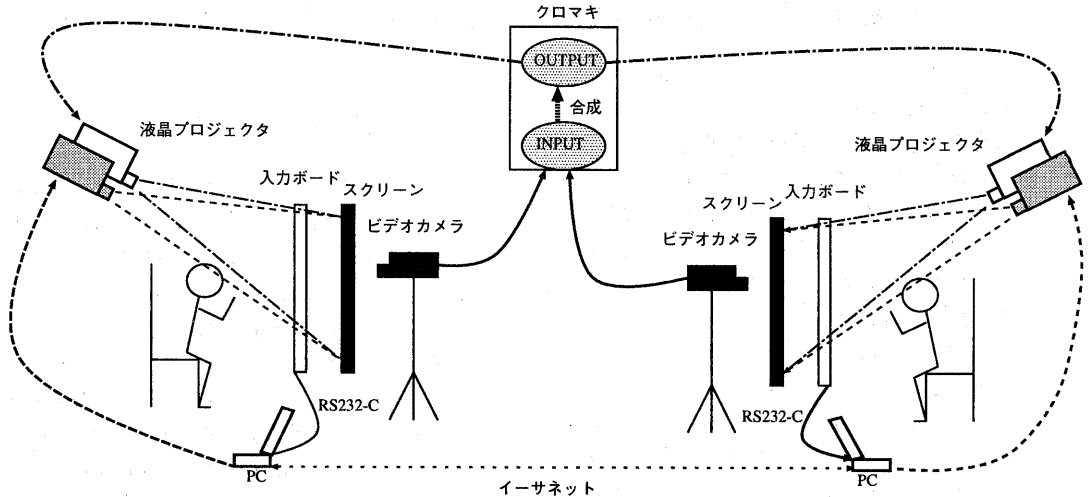 クロマキ
OUTPUT
合成
INPUT
液晶プロジェクタ
入力ボード
スクリーン
ビデオカメラ
RS232-C
PC
液晶プロジェクタ
入力ボード
スクリーン
ビデオカメラ
RS232-C
PC
イーサネット